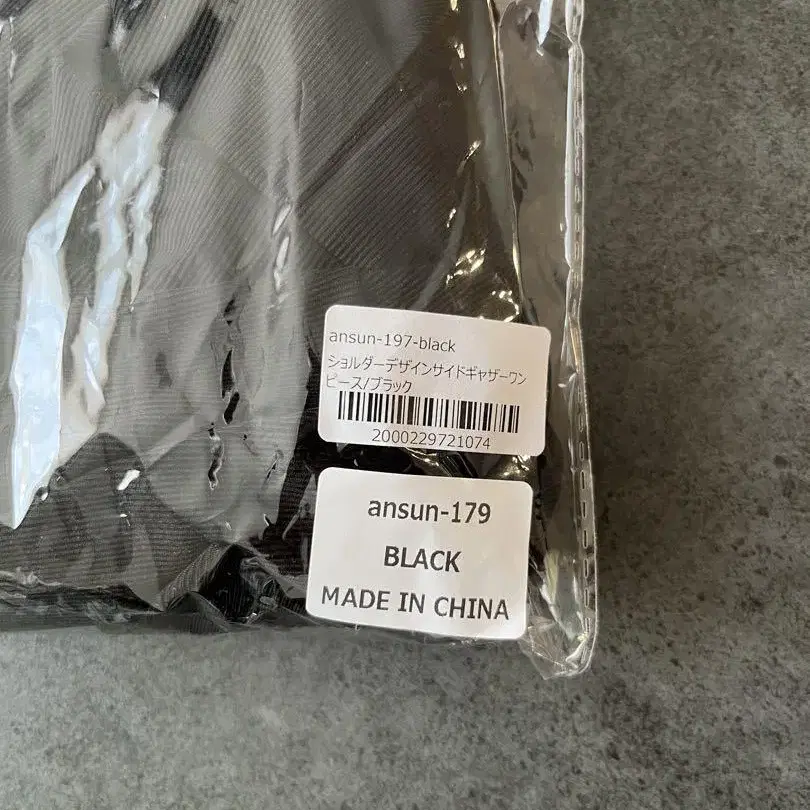 ansun-197-black
ショルダーデザインサイドギャザーワン
ピース/ブラック
2000229721074
ansun-179
BLACK
MADE IN CHINA